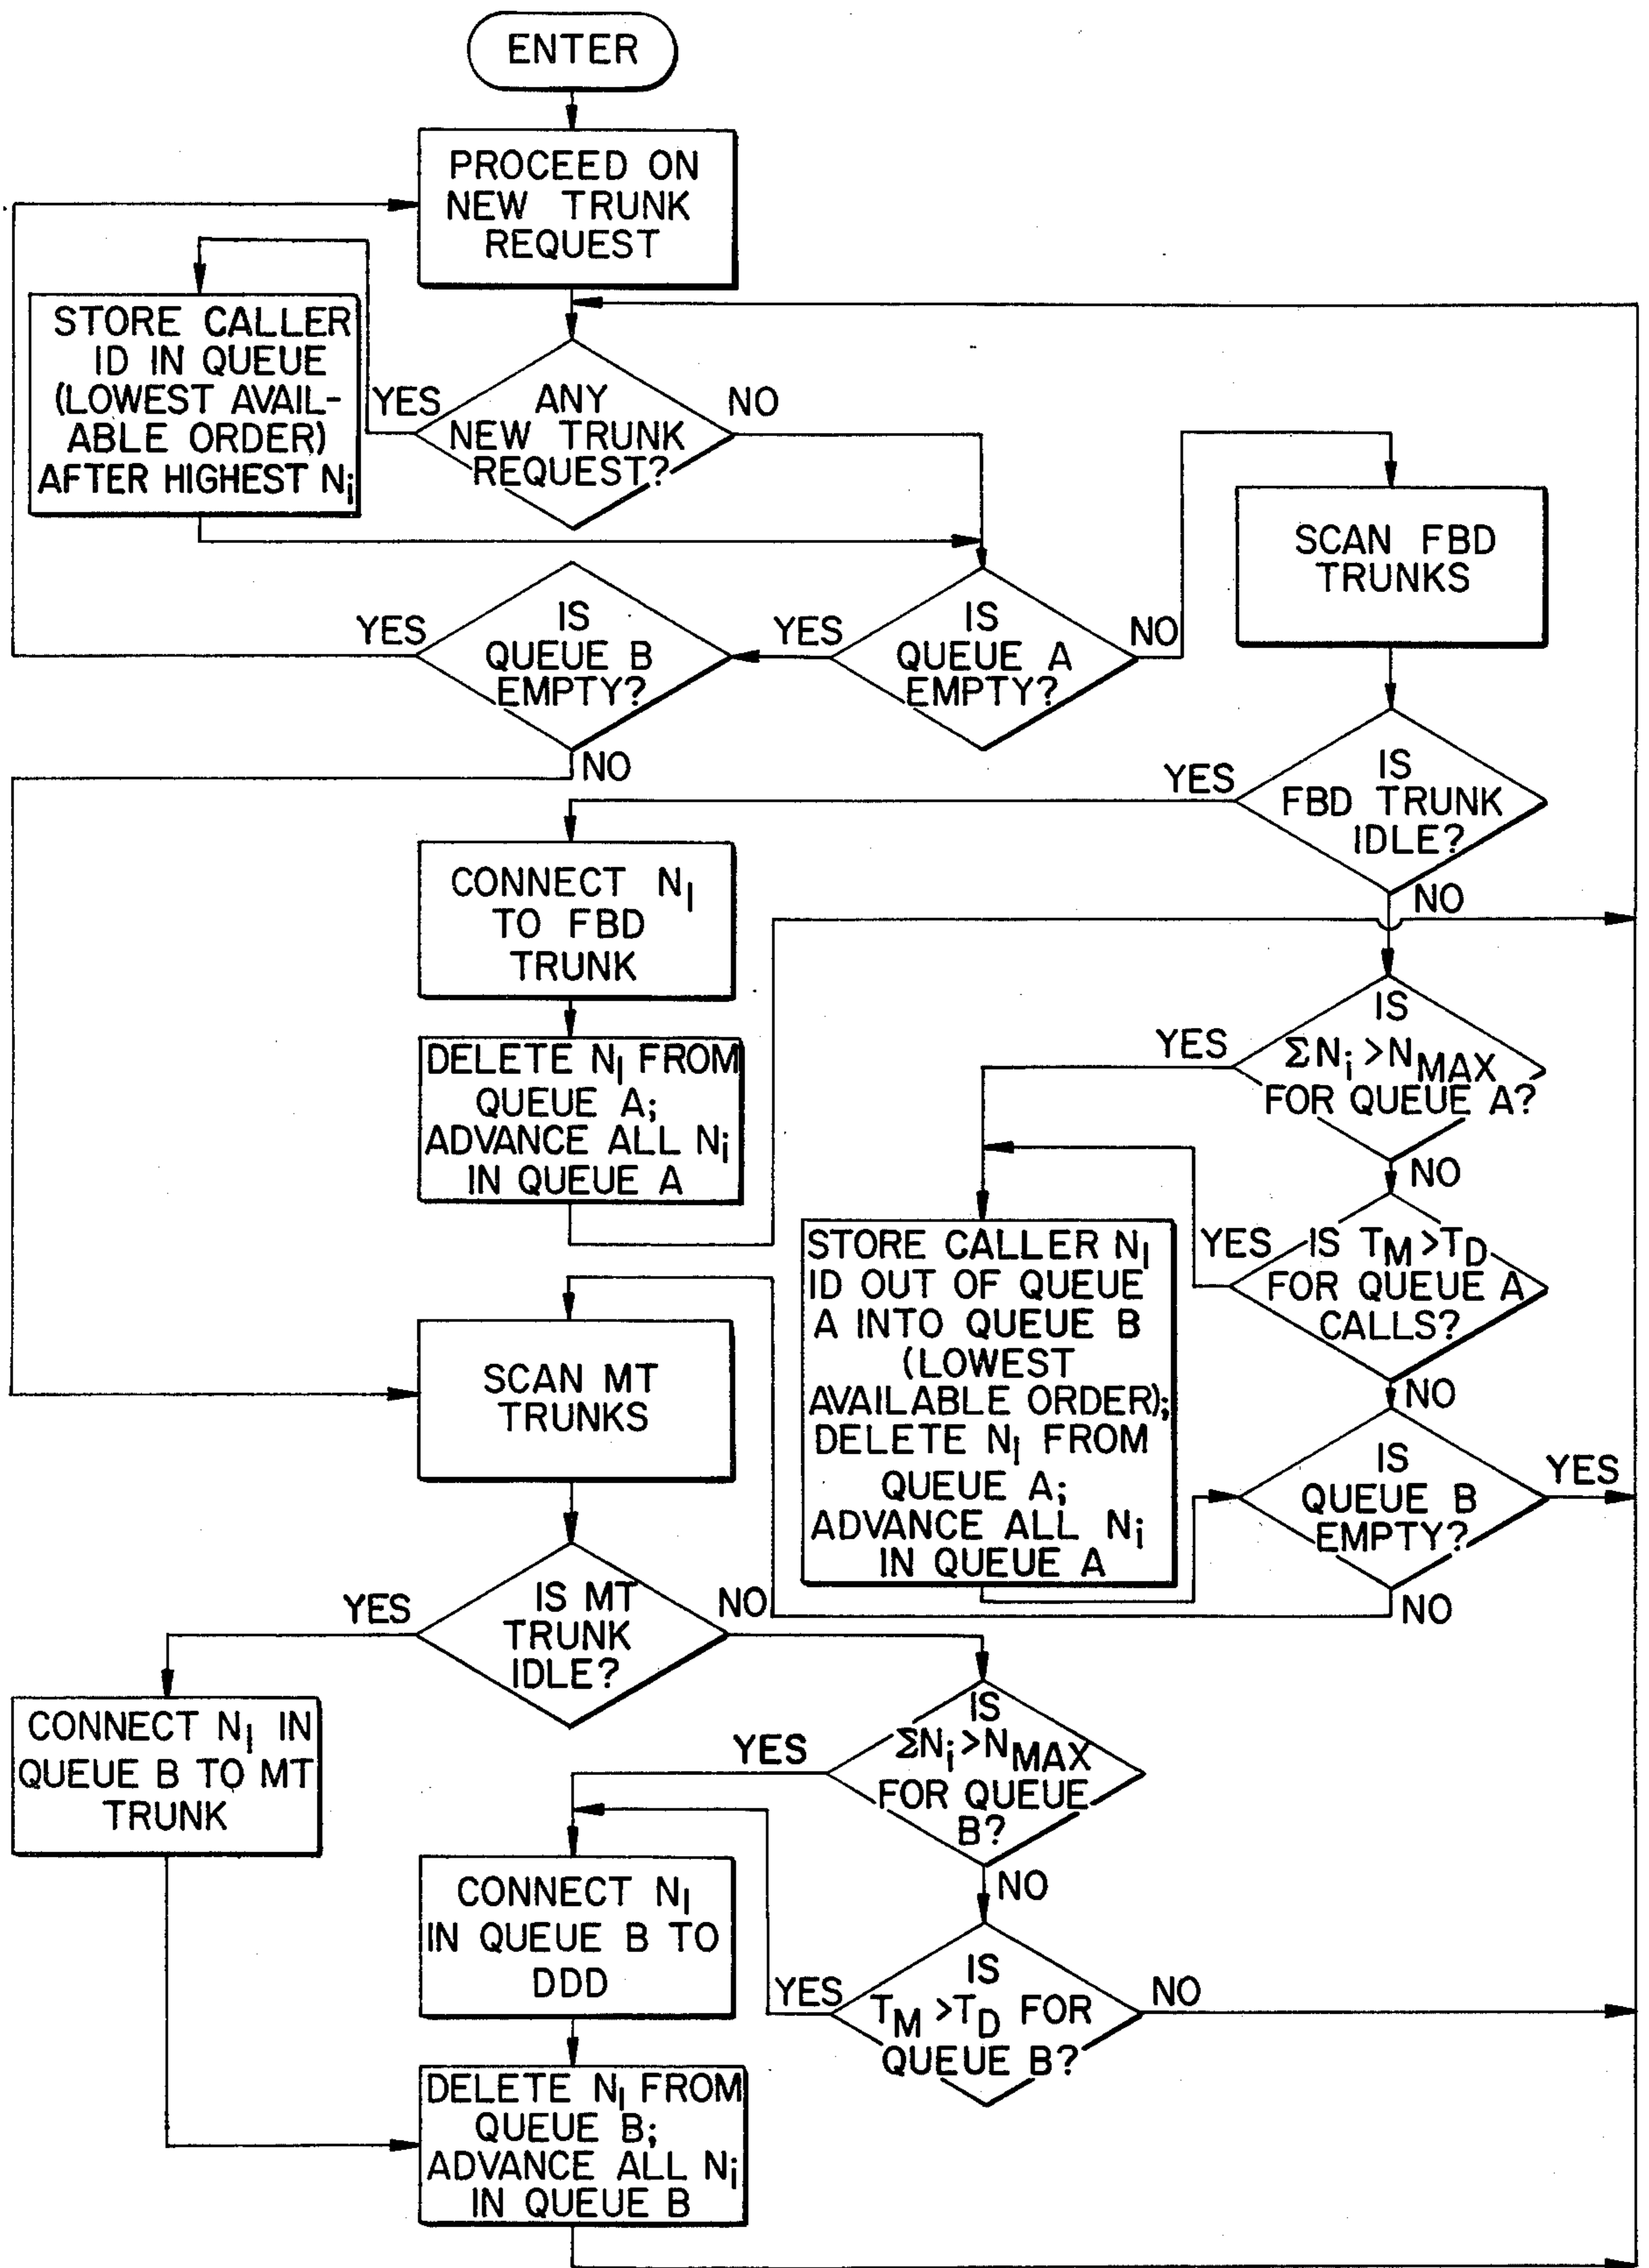 ENTER
PROCEED ON
NEW TRUNK
REQUEST
STORE CALLER
ID IN QUEUE
(LOWEST AVAIL-
ABLE ORDER)
AFTER HIGHEST Ni
YES
ANY
NEW TRUNK
REQUEST?
NO
SCAN FBD
TRUNKS
YES
IS
QUEUE B
EMPTY?
NO
YES
IS
QUEUE A
EMPTY?
NO
YES
IS
FBD TRUNK
IDLE?
NO
CONNECT N1
TO FBD
TRUNK
DELETE N1 FROM
QUEUE A;
ADVANCE ALL Ni
IN QUEUE A
YES
IS
ΣNi>NMAX
FOR QUEUE A?
NO
YES
IS TM>TD
FOR QUEUE A
CALLS?
NO
STORE CALLER N1
ID OUT OF QUEUE
A INTO QUEUE B
(LOWEST
AVAILABLE ORDER);
DELETE N1 FROM
QUEUE A;
ADVANCE ALL Ni
IN QUEUE A
IS
QUEUE B
EMPTY?
YES
NO
SCAN MT
TRUNKS
YES
IS MT
TRUNK
IDLE?
NO
CONNECT N1 IN
QUEUE B TO MT
TRUNK
YES
IS
ΣNi>NMAX
FOR QUEUE
B?
NO
CONNECT N1
IN QUEUE B TO
DDD
YES
IS
TM>TD FOR
QUEUE B?
NO
DELETE N1 FROM
QUEUE B;
ADVANCE ALL Ni
IN QUEUE B